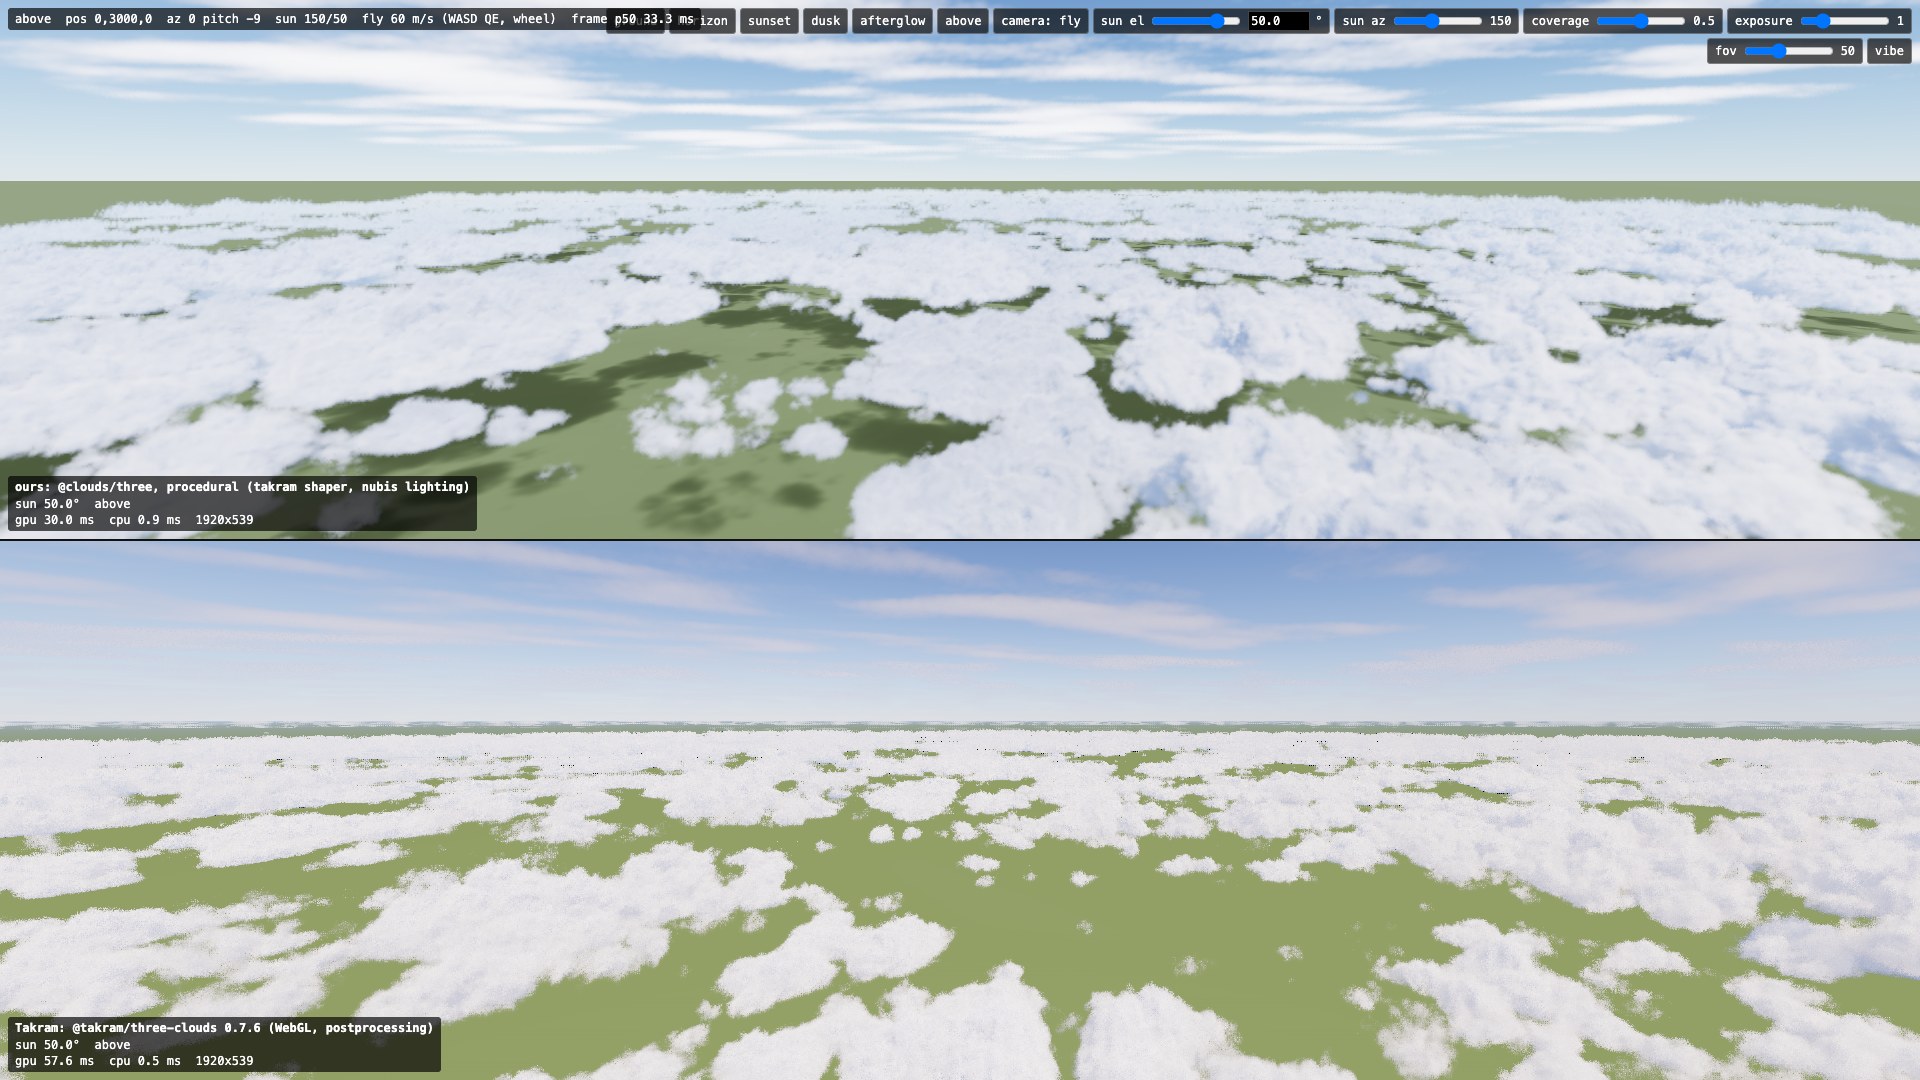 above pos 0,3000,0 az 0 pitch -9 sun 150/50 fly 60 m/s (WASD QE, wheel) frame p50 33.3 ms
sunset dusk afterglow above camera: fly sun el 50.0 ° sun az 150 coverage 0.5 exposure 1
fov 50 vibe
ours: @clouds/three, procedural (takram shaper, nubis lighting)
sun 50.0° above
gpu 30.0 ms cpu 0.9 ms 1920x539
Takram: @takram/three-clouds 0.7.6 (WebGL, postprocessing)
sun 50.0° above
gpu 57.6 ms cpu 0.5 ms 1920x539